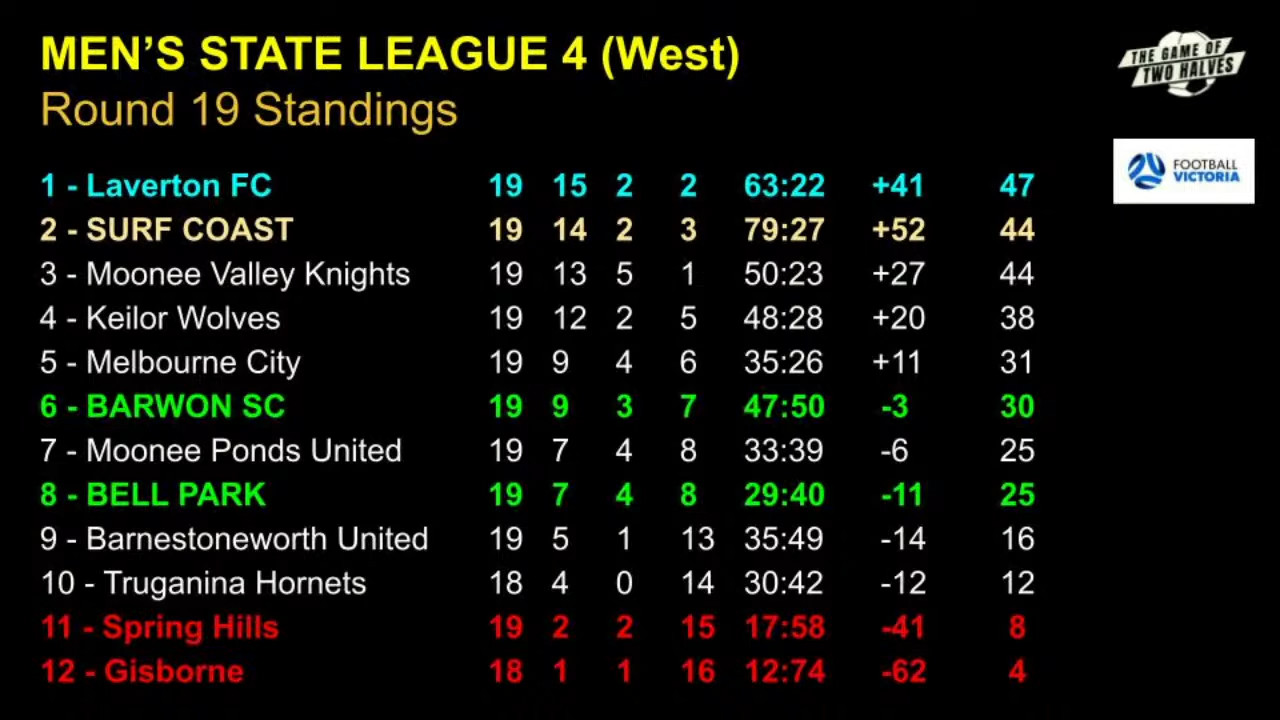 MEN'S STATE LEAGUE 4 (West)
Round 19 Standings
THE GAME OF
TWO HALVES
FOOTBALL
VICTORIA
1 - Laverton FC 19 15 2 2 63:22 +41 47
2 - SURF COAST 19 14 2 3 79:27 +52 44
3 - Moonee Valley Knights 19 13 5 1 50:23 +27 44
4 - Keilor Wolves 19 12 2 5 48:28 +20 38
5 - Melbourne City 19 9 4 6 35:26 +11 31
6 - BARWON SC 19 9 3 7 47:50 -3 30
7 - Moonee Ponds United 19 7 4 8 33:39 -6 25
8 - BELL PARK 19 7 4 8 29:40 -11 25
9 - Barnestoneworth United 19 5 1 13 35:49 -14 16
10 - Truganina Hornets 18 4 0 14 30:42 -12 12
11 - Spring Hills 19 2 2 15 17:58 -41 8
12 - Gisborne 18 1 1 16 12:74 -62 4